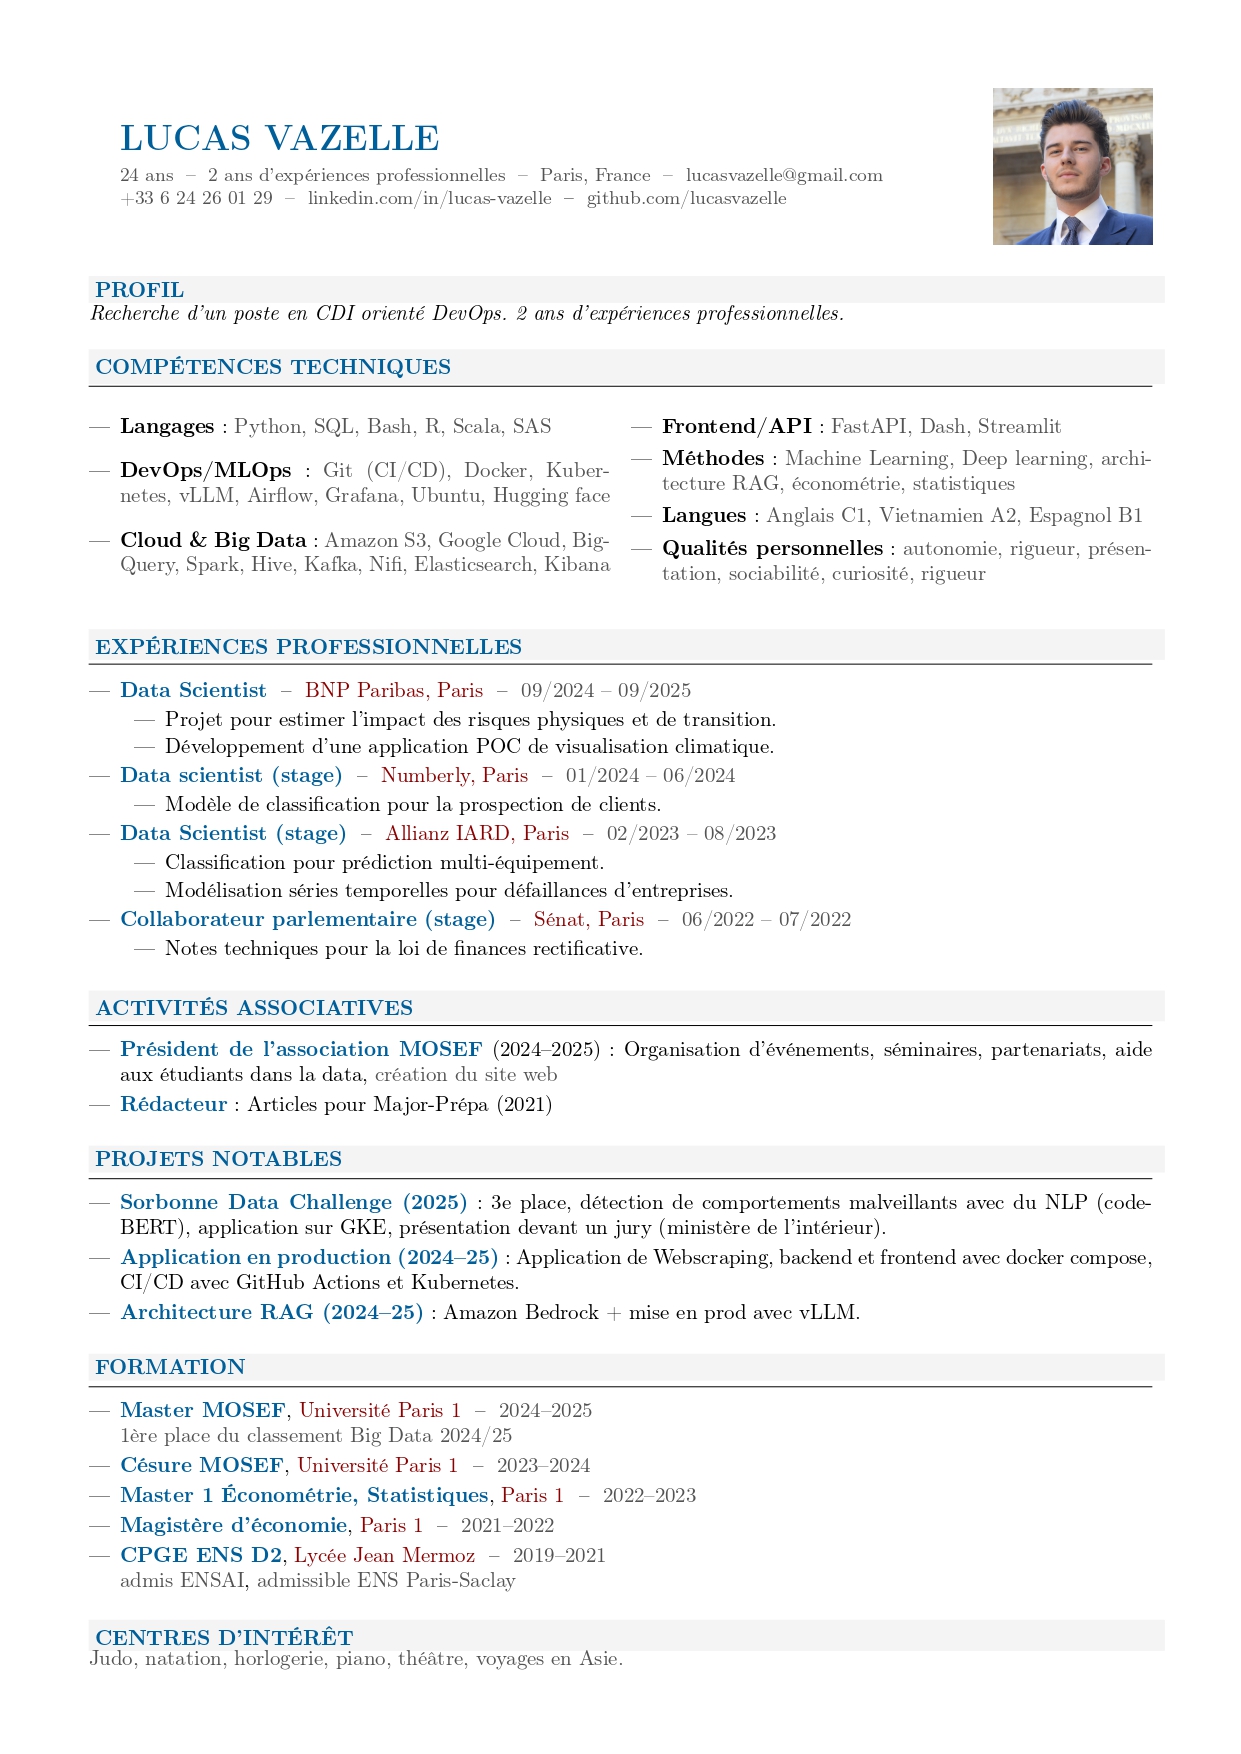 LUCAS VAZELLE
24 ans – 2 ans d'expériences professionnelles – Paris, France – lucasvazelle@gmail.com
+33 6 24 26 01 29 – linkedin.com/in/lucas-vazelle – github.com/lucasvazelle
PROFIL
Recherche d'un poste en CDI orienté DevOps. 2 ans d'expériences professionnelles.
COMPÉTENCES TECHNIQUES
— Langages : Python, SQL, Bash, R, Scala, SAS
— DevOps/MLOps : Git (CI/CD), Docker, Kuber-
netes, vLLM, Airflow, Grafana, Ubuntu, Hugging face
— Cloud & Big Data : Amazon S3, Google Cloud, Big-
Query, Spark, Hive, Kafka, Nifi, Elasticsearch, Kibana
— Frontend/API : FastAPI, Dash, Streamlit
— Méthodes : Machine Learning, Deep learning, archi-
tecture RAG, économétrie, statistiques
— Langues : Anglais C1, Vietnamien A2, Espagnol B1
— Qualités personnelles : autonomie, rigueur, présen-
tation, sociabilité, curiosité, rigueur
EXPÉRIENCES PROFESSIONNELLES
— Data Scientist – BNP Paribas, Paris – 09/2024 – 09/2025
— Projet pour estimer l'impact des risques physiques et de transition.
— Développement d'une application POC de visualisation climatique.
— Data scientist (stage) – Numberly, Paris – 01/2024 – 06/2024
— Modèle de classification pour la prospection de clients.
— Data Scientist (stage) – Allianz IARD, Paris – 02/2023 – 08/2023
— Classification pour prédiction multi-équipement.
— Modélisation séries temporelles pour défaillances d'entreprises.
— Collaborateur parlementaire (stage) – Sénat, Paris – 06/2022 – 07/2022
— Notes techniques pour la loi de finances rectificative.
ACTIVITÉS ASSOCIATIVES
— Président de l'association MOSEF (2024–2025) : Organisation d'événements, séminaires, partenariats, aide
aux étudiants dans la data, création du site web
— Rédacteur : Articles pour Major-Prépa (2021)
PROJETS NOTABLES
— Sorbonne Data Challenge (2025) : 3e place, détection de comportements malveillants avec du NLP (code-
BERT), application sur GKE, présentation devant un jury (ministère de l'intérieur).
— Application en production (2024–25) : Application de Webscraping, backend et frontend avec docker compose,
CI/CD avec GitHub Actions et Kubernetes.
— Architecture RAG (2024–25) : Amazon Bedrock + mise en prod avec vLLM.
FORMATION
— Master MOSEF, Université Paris 1 – 2024–2025
1ère place du classement Big Data 2024/25
— Césure MOSEF, Université Paris 1 – 2023–2024
— Master 1 Économétrie, Statistiques, Paris 1 – 2022–2023
— Magistère d'économie, Paris 1 – 2021–2022
— CPGE ENS D2, Lycée Jean Mermoz – 2019–2021
admis ENSAI, admissible ENS Paris-Saclay
CENTRES D'INTÉRÊT
Judo, natation, horlogerie, piano, théâtre, voyages en Asie.